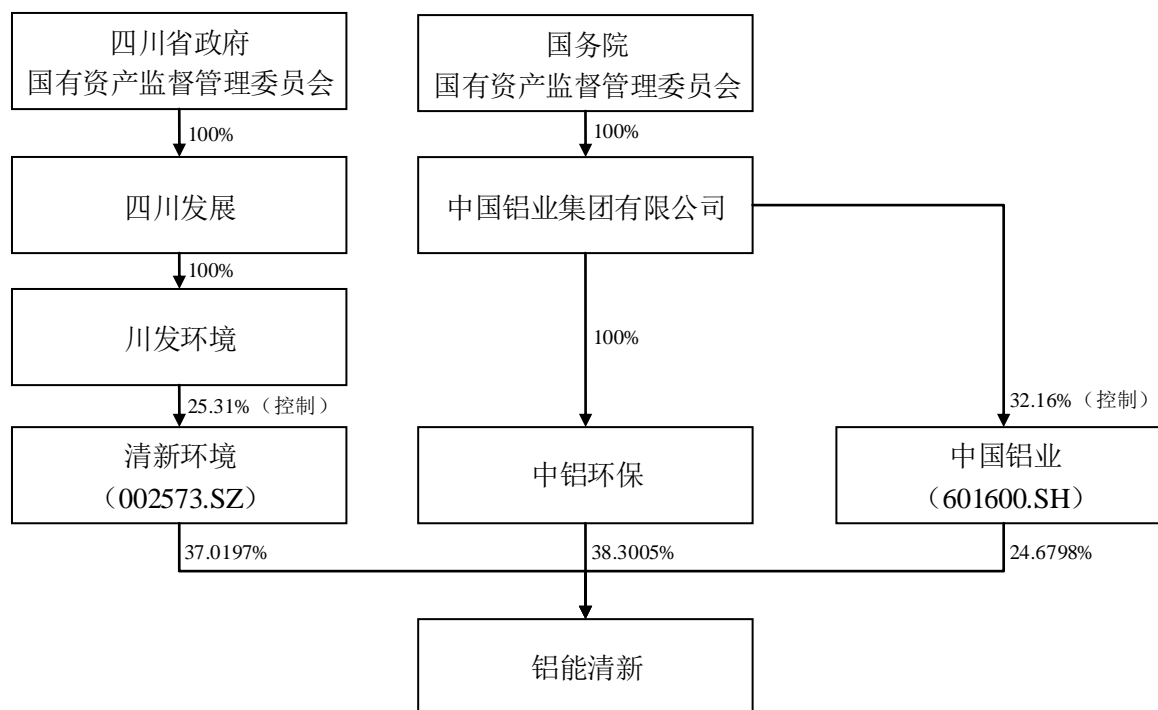 四川省政府
国有资产监督管理委员会
国务院
国有资产监督管理委员会
100%
100%
四川发展
中国铝业集团有限公司
100%
川发环境
100%
25.31%（控制）
32.16%（控制）
清新环境
（002573.SZ）
中铝环保
中国铝业
（601600.SH）
37.0197%
38.3005%
24.6798%
铝能清新